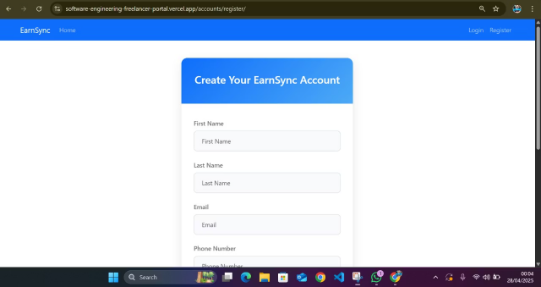 software-engineering-freelancer-portal.vercel.app/accounts/register/
EarnSync Home Login Register
Create Your EarnSync Account
First Name
First Name
Last Name
Last Name
Email
Email
Phone Number
Phone Number
Search
00:04
28/04/2025